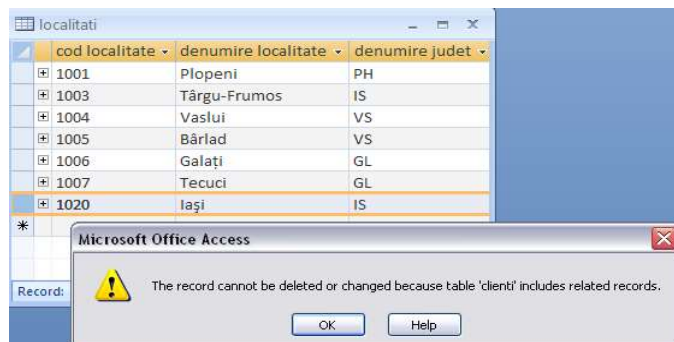 localitati
cod localitate denumire localitate denumire judet
1001 Plopeni PH
1003 Târgu-Frumos IS
1004 Vaslui VS
1005 Bârlad VS
1006 Galați GL
1007 Tecuci GL
1020 Iaşi IS
Microsoft Office Access
The record cannot be deleted or changed because table 'clienti' includes related records.
Record:
OK Help